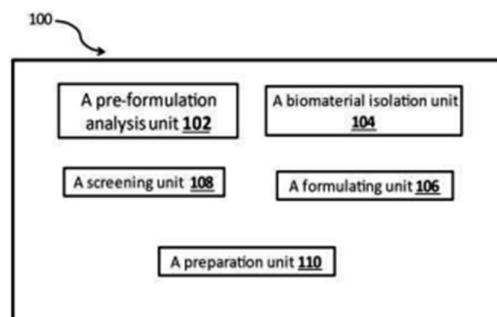 100
A pre-formulation
analysis unit 102
A biomaterial isolation unit
104
A screening unit 108
A formulating unit 106
A preparation unit 110